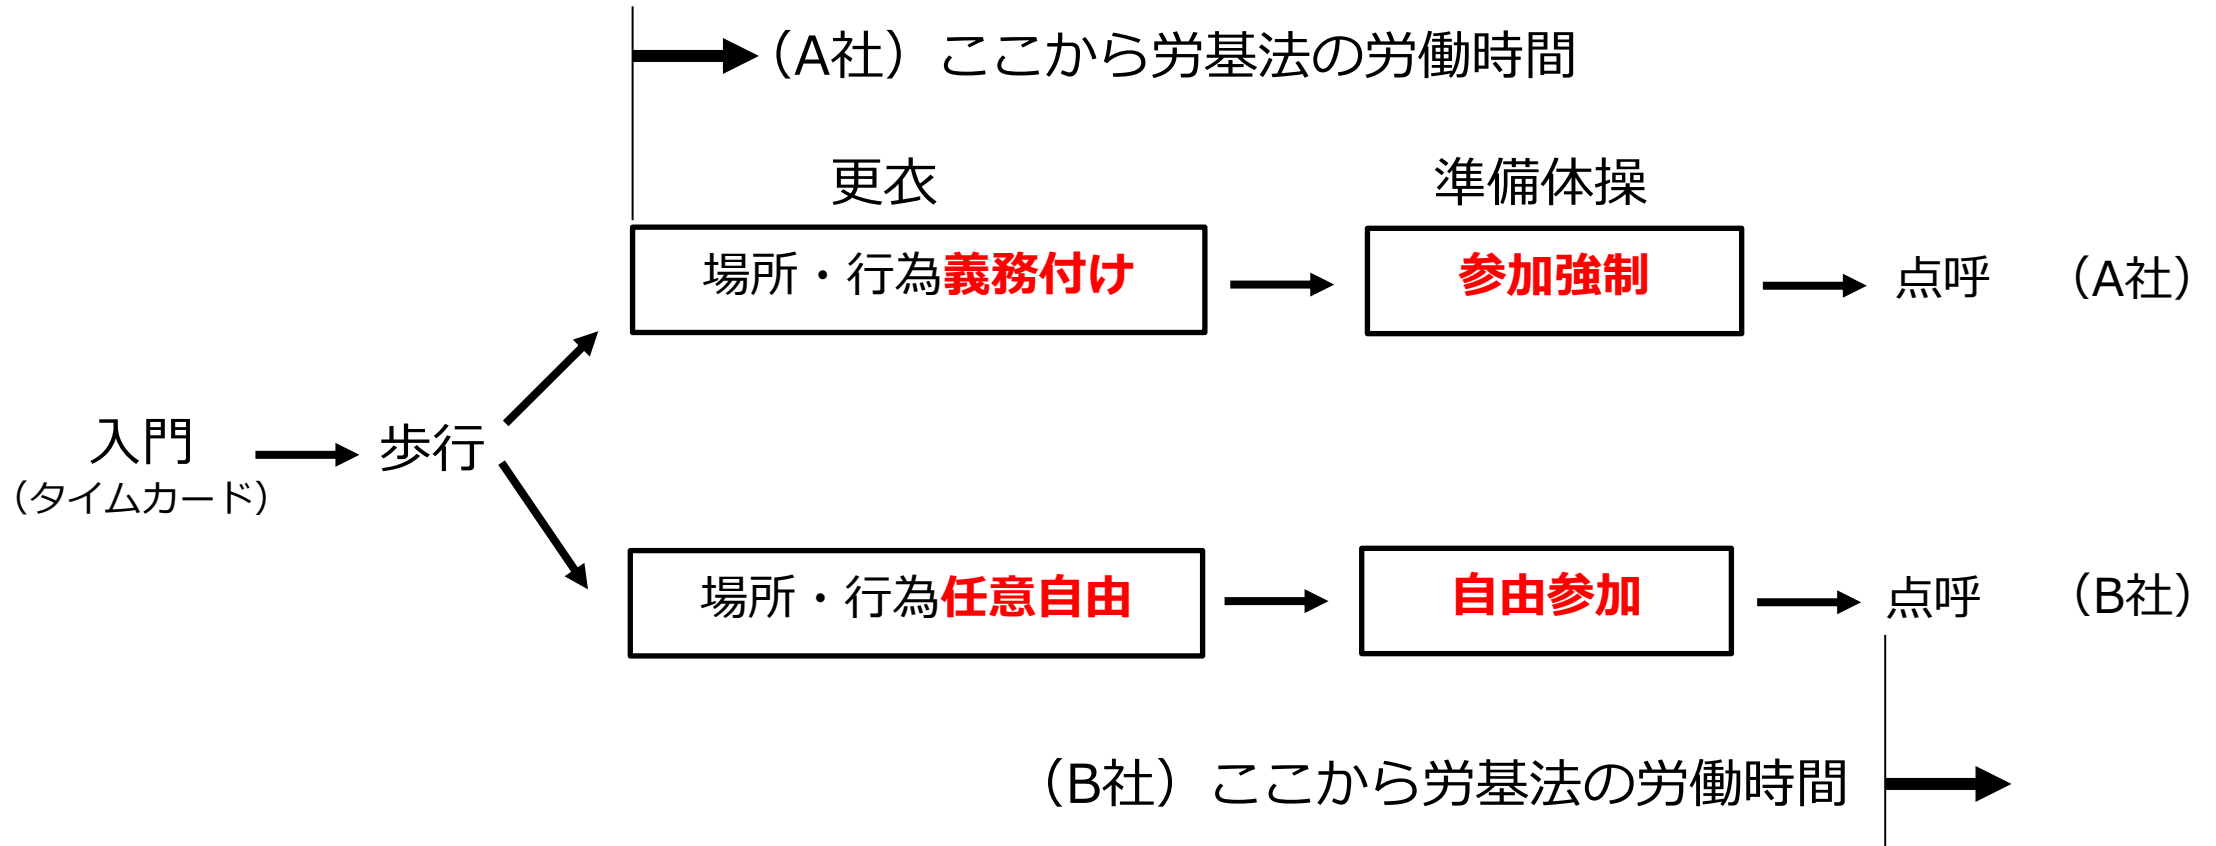 （A社）ここから労基法の労働時間
更衣
準備体操
場所・行為義務付け
参加強制
点呼
（A社）
入門
（タイムカード）
歩行
場所・行為任意自由
自由参加
点呼
（B社）
（B社）ここから労基法の労働時間